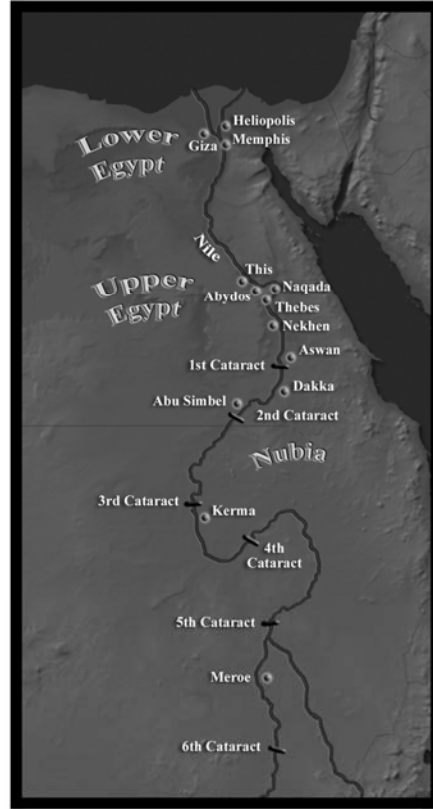 Heliopolis
Lower
Egypt
Giza
Memphis
Nile
This
Upper
Egypt
Naqada
Abydos
Thebes
Nekhen
Aswan
1st Cataract
Dakka
Abu Simbel
2nd Cataract
Nubia
3rd Cataract
Kerma
4th
Cataract
5th Cataract
Meroe
6th Cataract